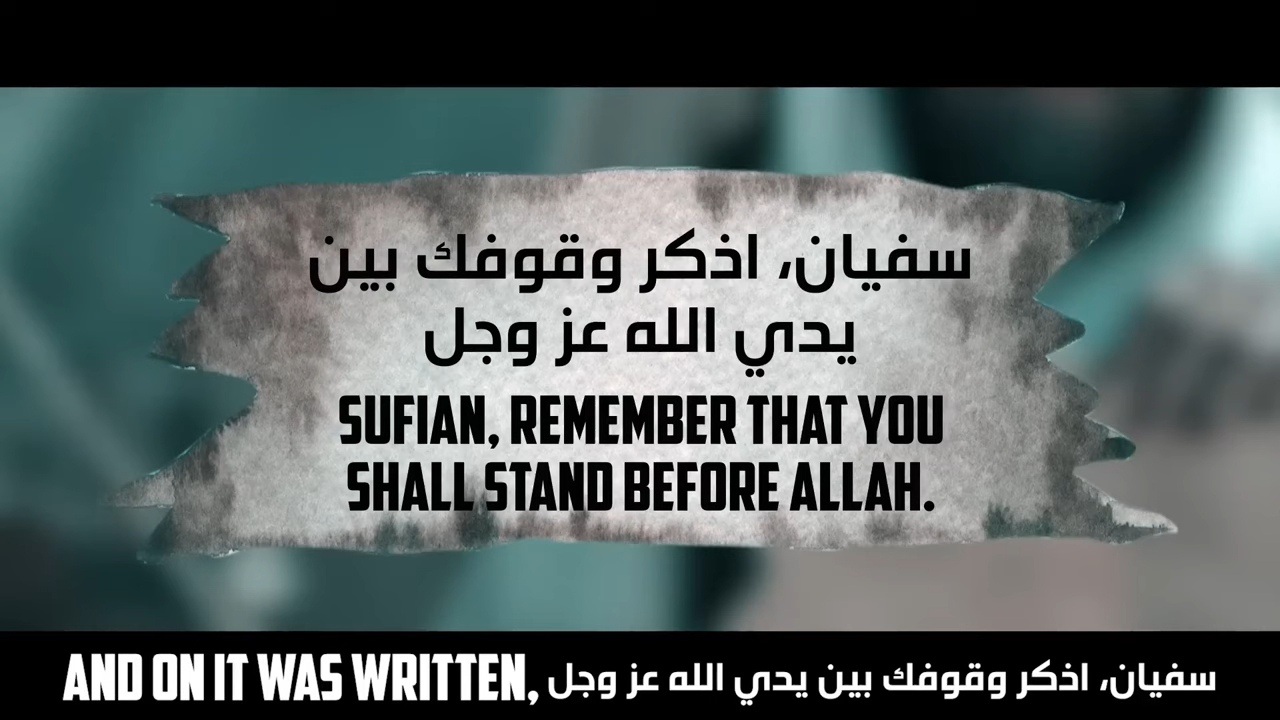 سفيان، اذكر وقوفك بين
يدي الله عز وجل
SUFIAN, REMEMBER THAT YOU
SHALL STAND BEFORE ALLAH.
AND ON IT WAS WRITTEN, سفيان، اذكر وقوفك بين يدي الله عز وجل